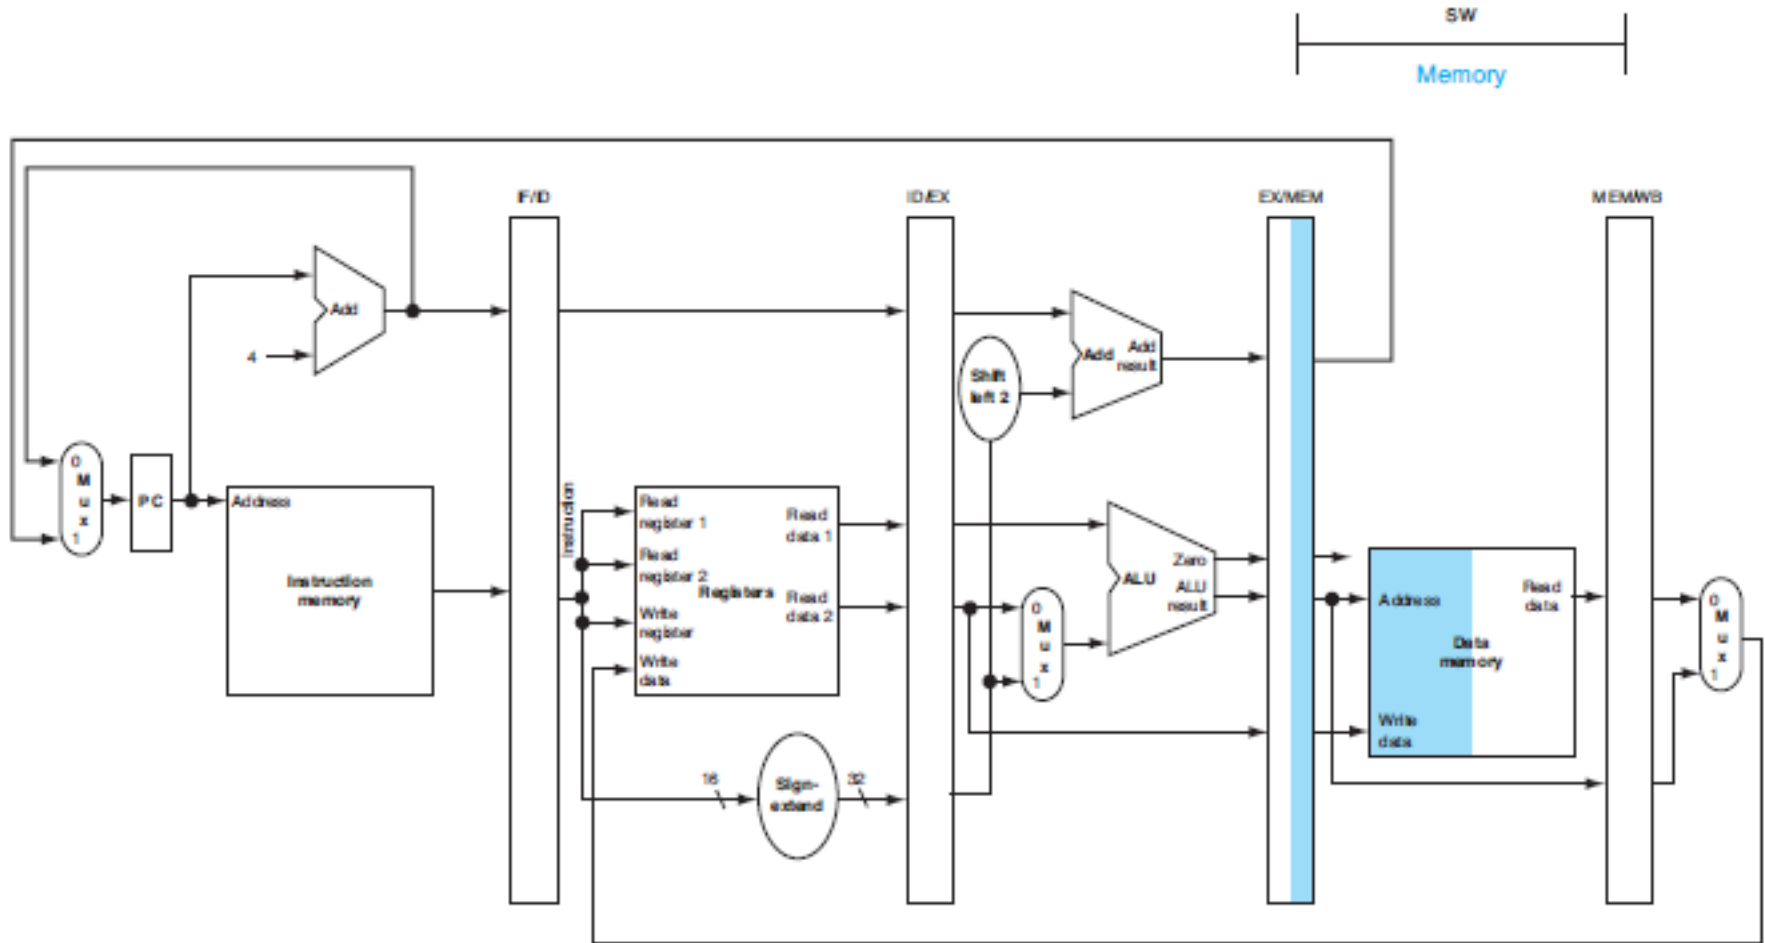 SW
Memory
IF/ID
ID/EX
EX/MEM
MEM/WB
Add
4
Add
Add
result
Shift
left 2
0
M
u
x
1
PC
Address
Instruction
memory
Instruction
Read
register 1
Read
register 2
Write
register
Write
data
Registers
Read
data 1
Read
data 2
16
Sign-
extend
32
0
M
u
x
1
Zero
ALU
ALU
result
Address
Read
data
Data
memory
Write
data
0
M
u
x
1